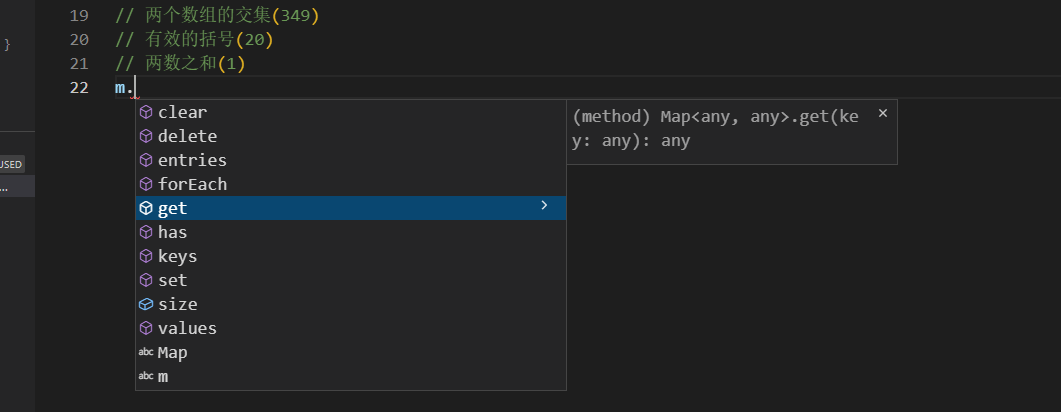 19 // 两个数组的交集(349)
}
20 // 有效的括号(20)
21 // 两数之和(1)
22 m.
clear
(method) Map<any, any>.get(ke
y: any): any
delete
entries
USED
forEach
...
get
has
keys
set
size
values
abc Map
abc m